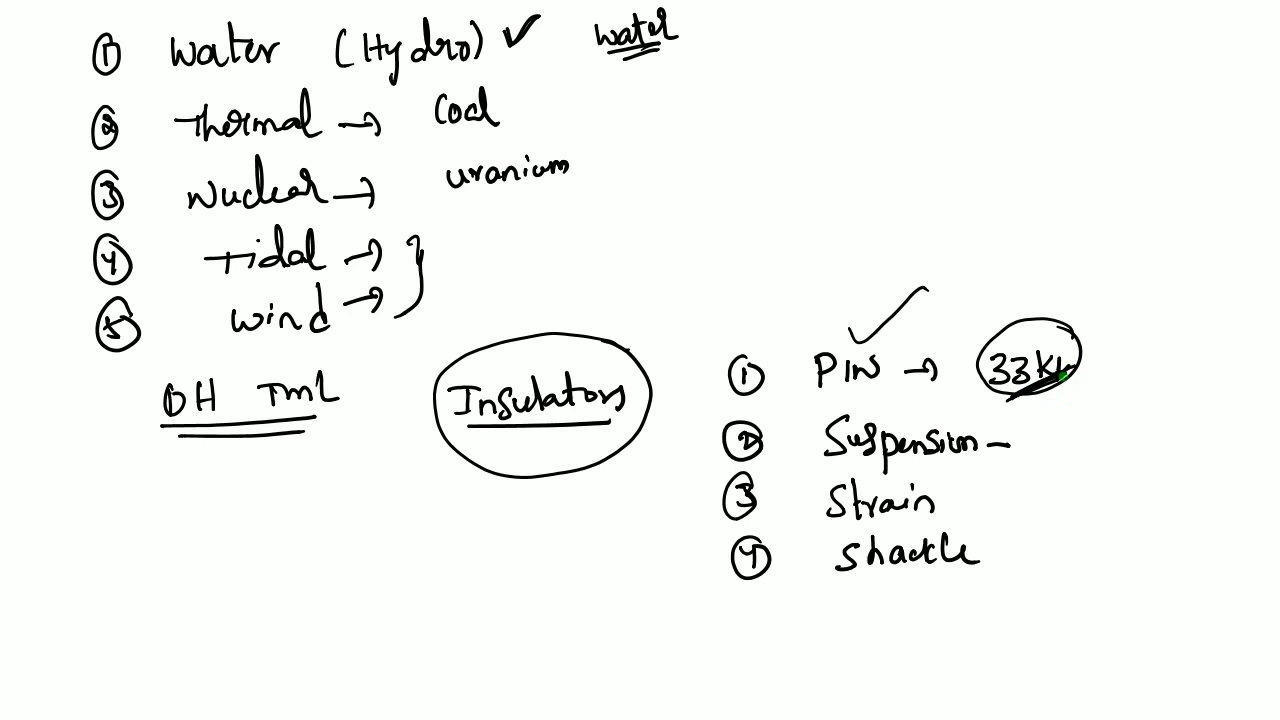 ① Water (Hydro) ✓ water
② Thermal → Coal
③ Nuclear → uranium
④ Tidal →
⑤ wind →
OH TmL
Insulators
① PIN → 33KV
② Suspension -
③ Strain
④ Shackle